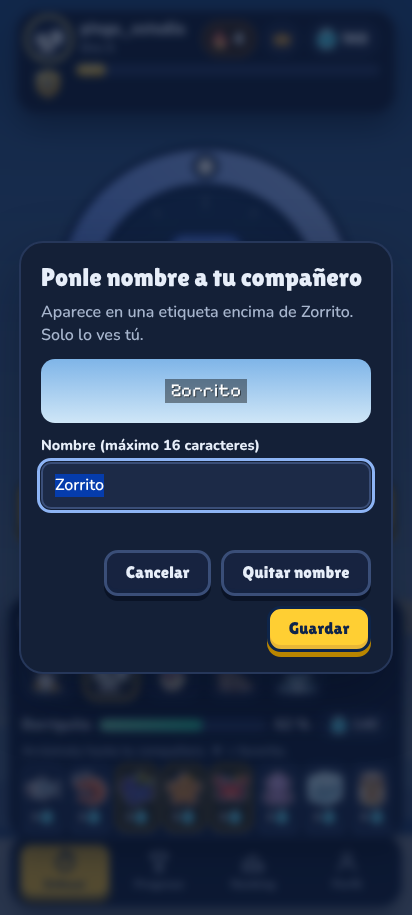 Ponle nombre a tu compañero
Aparece en una etiqueta encima de Zorrito.
Solo lo ves tú.
Zorrito
Nombre (máximo 16 caracteres)
Zorrito
Cancelar
Quitar nombre
Guardar